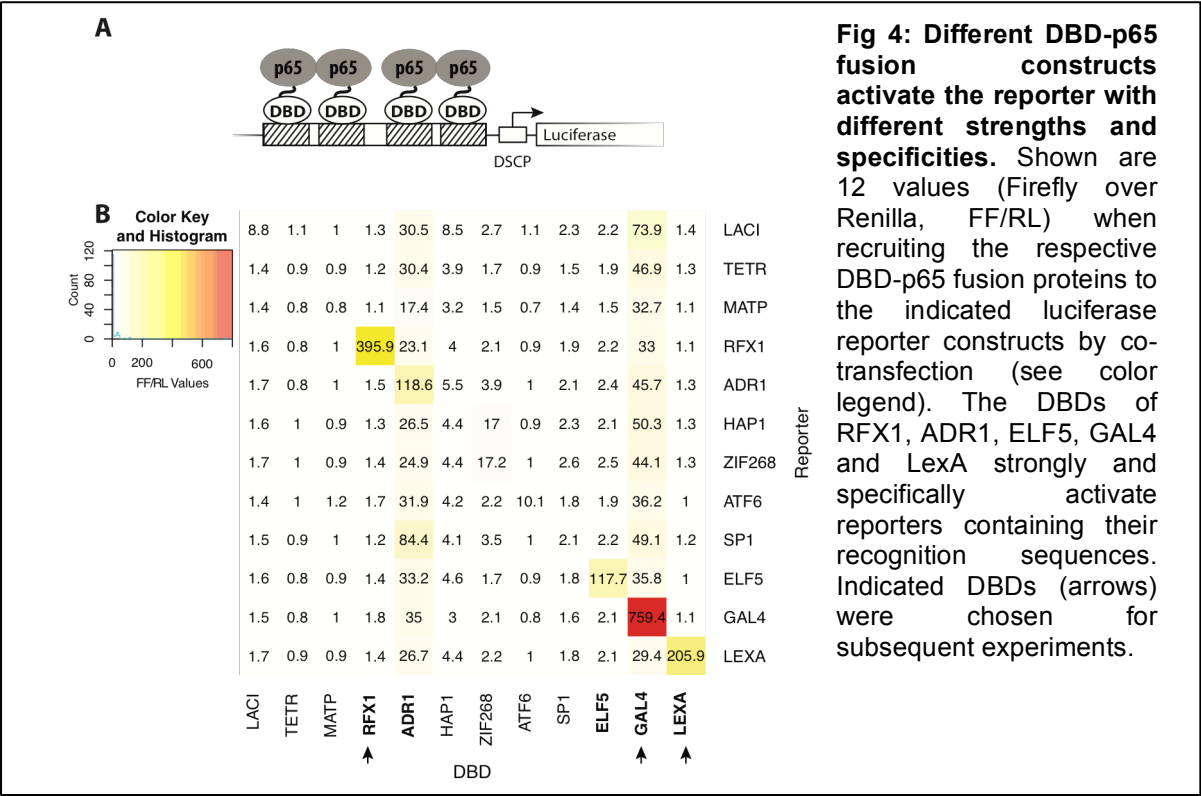 A
p65 p65 p65 p65
DBD DBD DBD DBD
Luciferase
DSCP
B
Color Key
and Histogram
Count
0 40 80 120
0 200 600
FF/RL Values
8.8 1.1 1 1.3 30.5 8.5 2.7 1.1 2.3 2.2 73.9 1.4 LACI
1.4 0.9 0.9 1.2 30.4 3.9 1.7 0.9 1.5 1.9 46.9 1.3 TETR
1.4 0.8 0.8 1.1 17.4 3.2 1.5 0.7 1.4 1.5 32.7 1.1 MATP
1.6 0.8 1 395.9 23.1 4 2.1 0.9 1.9 2.2 33 1.1 RFX1
1.7 0.8 1 1.5 118.6 5.5 3.9 1 2.1 2.4 45.7 1.3 ADR1
1.6 1 0.9 1.3 26.5 4.4 17 0.9 2.3 2.1 50.3 1.3 HAP1
1.7 1 0.9 1.4 24.9 4.4 17.2 1 2.6 2.5 44.1 1.3 ZIF268
1.4 1 1.2 1.7 31.9 4.2 2.2 10.1 1.8 1.9 36.2 1 ATF6
1.5 0.9 1 1.2 84.4 4.1 3.5 1 2.1 2.2 49.1 1.2 SP1
1.6 0.8 0.9 1.4 33.2 4.6 1.7 0.9 1.8 117.7 35.8 1 ELF5
1.5 0.8 1 1.8 35 3 2.1 0.8 1.6 2.1 759.4 1.1 GAL4
1.7 0.9 0.9 1.4 26.7 4.4 2.2 1 1.8 2.1 29.4 205.9 LEXA
Reporter
LACI TETR MATP RFX1 ADR1 HAP1 ZIF268 ATF6 SP1 ELF5 GAL4 LEXA
DBD
Fig 4: Different DBD-p65
fusion constructs
activate the reporter with
different strengths and
specificities. Shown are
12 values (Firefly over
Renilla, FF/RL) when
recruiting the respective
DBD-p65 fusion proteins to
the indicated luciferase
reporter constructs by co-
transfection (see color
legend). The DBDs of
RFX1, ADR1, ELF5, GAL4
and LexA strongly and
specifically activate
reporters containing their
recognition sequences.
Indicated DBDs (arrows)
were chosen for
subsequent experiments.